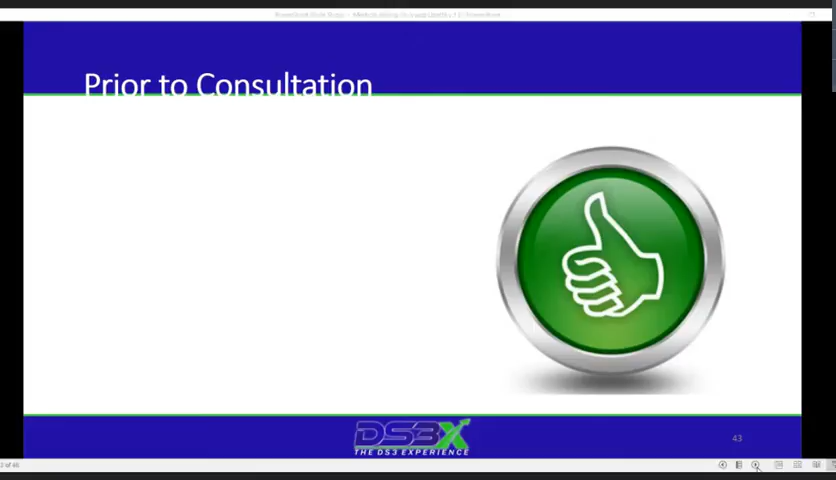 Prior to Consultation
DS3X
THE DS3 EXPERIENCE
43